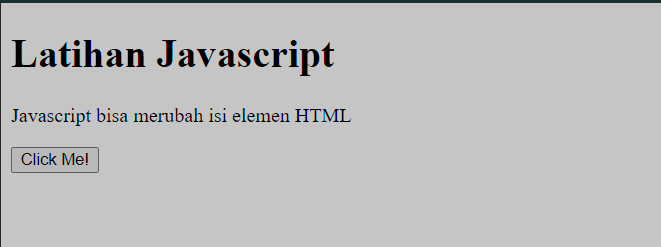 Latihan Javascript
Javascript bisa merubah isi elemen HTML
Click Me!